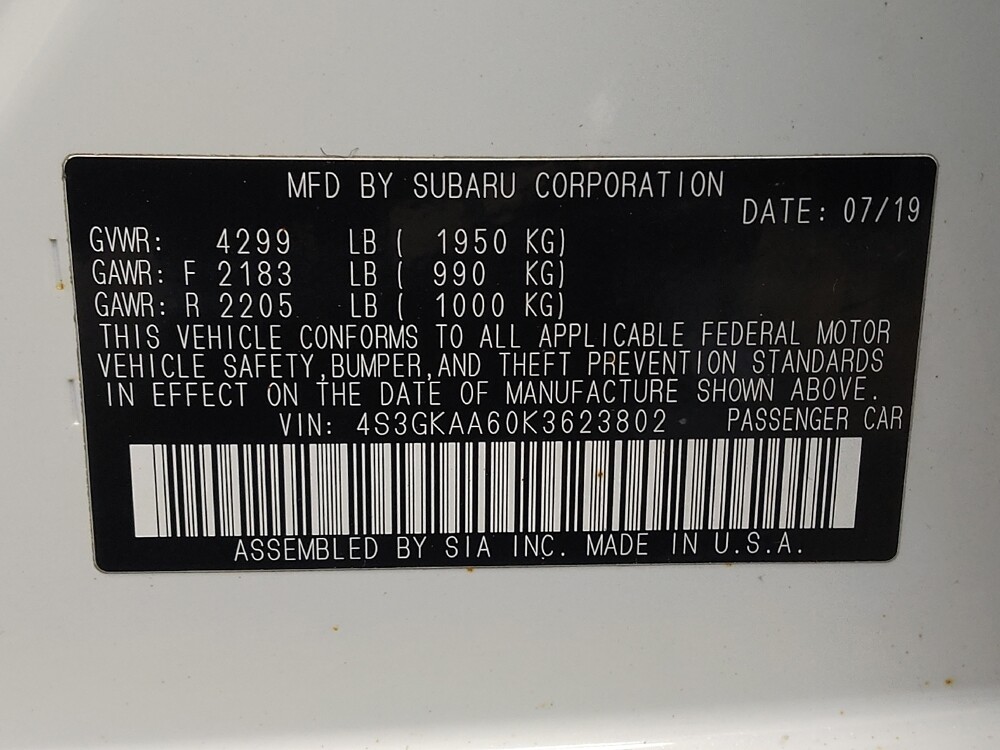 MFD BY SUBARU CORPORATION
DATE: 07/19
GVWR: 4299 LB ( 1950 KG)
GAWR: F 2183 LB ( 990 KG)
GAWR: R 2205 LB ( 1000 KG)
THIS VEHICLE CONFORMS TO ALL APPLICABLE FEDERAL MOTOR
VEHICLE SAFETY,BUMPER,AND THEFT PREVENTION STANDARDS
IN EFFECT ON THE DATE OF MANUFACTURE SHOWN ABOVE.
VIN: 4S3GKAA60K3623802 PASSENGER CAR
ASSEMBLED BY SIA INC. MADE IN U.S.A.